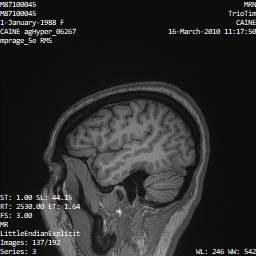 M87100045
MRN
M87100045
TrioTim
1-January-1988 F
CAINE
CAINE agHyper_06267
16-March-2010 11:17:50
mprage_5e RMS
ST: 1.00 SL: 44.15
RT: 2530.00 ET: 1.64
FS: 3.00
MR
LittleEndianExplicit
Images: 137/192
Series: 3
WL: 246 WW: 542